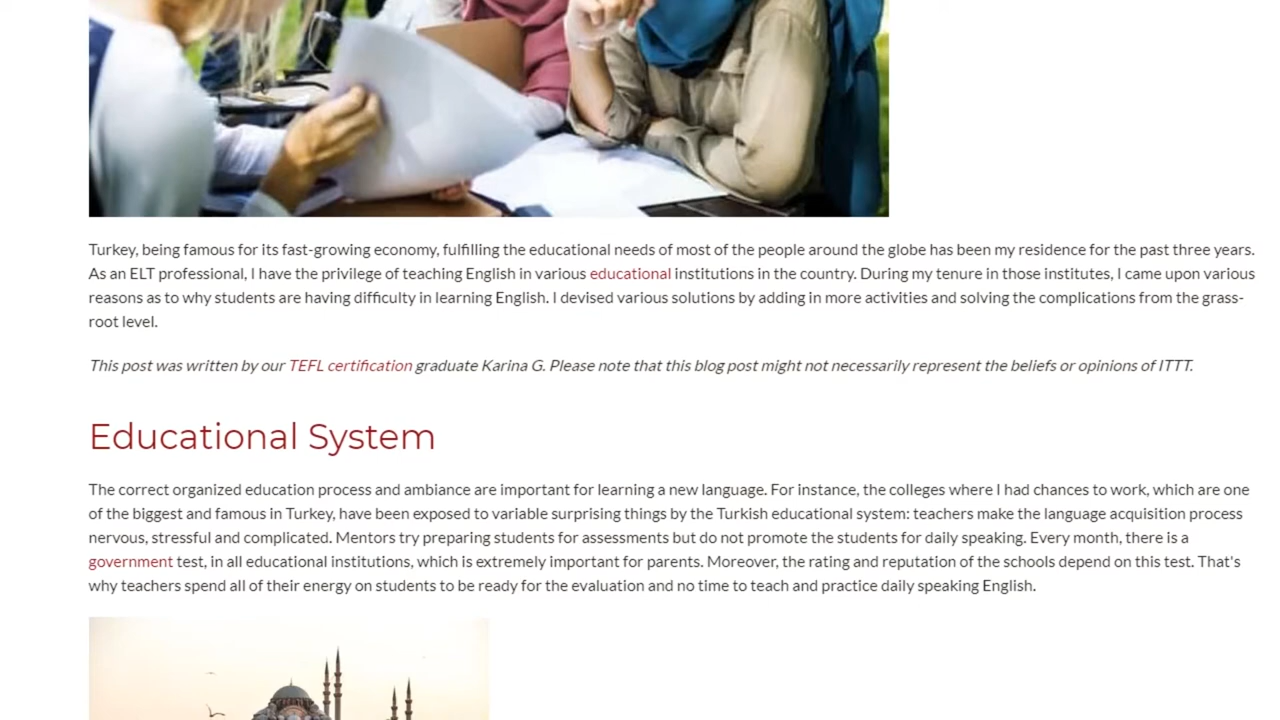 Turkey, being famous for its fast-growing economy, fulfilling the educational needs of most of the people around the globe has been my residence for the past three years.
As an ELT professional, I have the privilege of teaching English in various educational institutions in the country. During my tenure in those institutes, I came upon various
reasons as to why students are having difficulty in learning English. I devised various solutions by adding in more activities and solving the complications from the grass-
root level.
This post was written by our TEFL certification graduate Karina G. Please note that this blog post might not necessarily represent the beliefs or opinions of ITTT.
Educational System
The correct organized education process and ambiance are important for learning a new language. For instance, the colleges where I had chances to work, which are one
of the biggest and famous in Turkey, have been exposed to variable surprising things by the Turkish educational system: teachers make the language acquisition process
nervous, stressful and complicated. Mentors try preparing students for assessments but do not promote the students for daily speaking. Every month, there is a
government test, in all educational institutions, which is extremely important for parents. Moreover, the rating and reputation of the schools depend on this test. That's
why teachers spend all of their energy on students to be ready for the evaluation and no time to teach and practice daily speaking English.